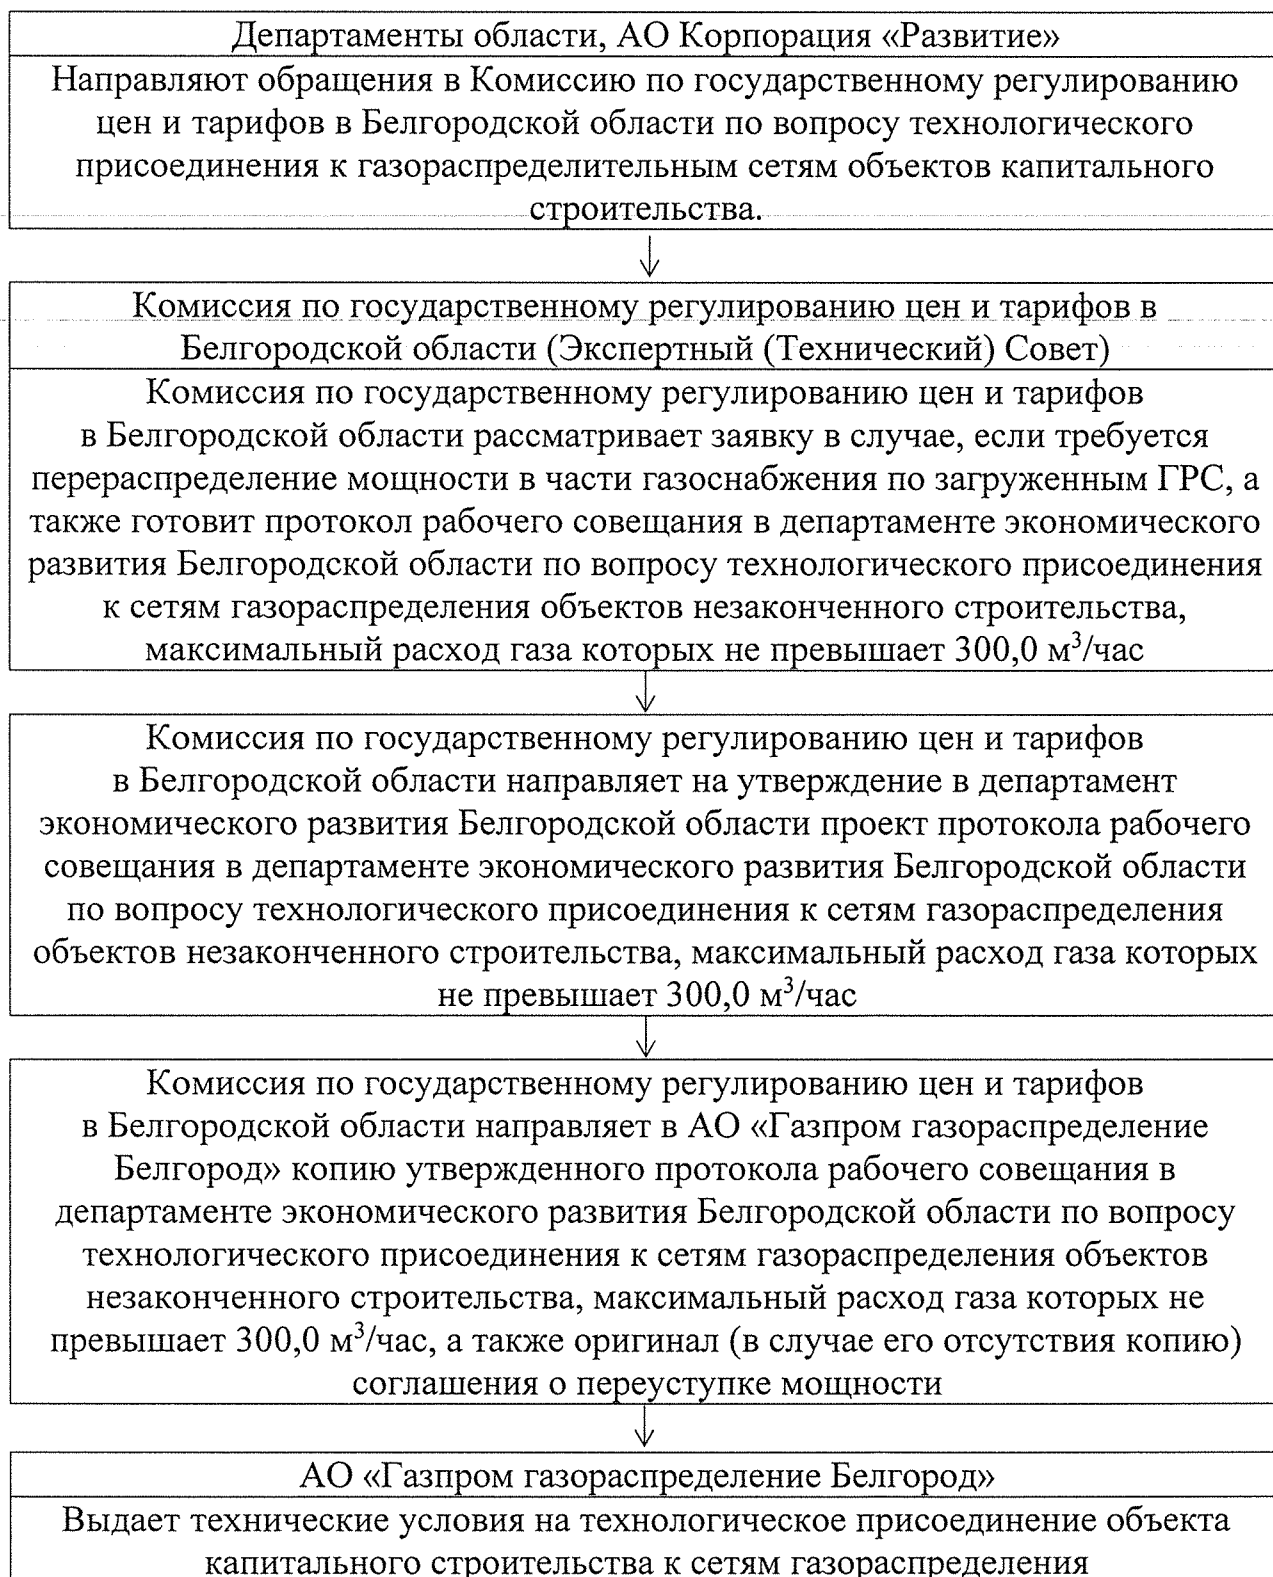 Департаменты области, АО Корпорация «Развитие»
Направляют обращения в Комиссию по государственному регулированию
цен и тарифов в Белгородской области по вопросу технологического
присоединения к газораспределительным сетям объектов капитального
строительства.
Комиссия по государственному регулированию цен и тарифов в
Белгородской области (Экспертный (Технический) Совет)
Комиссия по государственному регулированию цен и тарифов
в Белгородской области рассматривает заявку в случае, если требуется
перераспределение мощности в части газоснабжения по загруженным ГРС, а
также готовит протокол рабочего совещания в департаменте экономического
развития Белгородской области по вопросу технологического присоединения
к сетям газораспределения объектов незаконченного строительства,
максимальный расход газа которых не превышает 300,0 м³/час
Комиссия по государственному регулированию цен и тарифов
в Белгородской области направляет на утверждение в департамент
экономического развития Белгородской области проект протокола рабочего
совещания в департаменте экономического развития Белгородской области
по вопросу технологического присоединения к сетям газораспределения
объектов незаконченного строительства, максимальный расход газа которых
не превышает 300,0 м³/час
Комиссия по государственному регулированию цен и тарифов
в Белгородской области направляет в АО «Газпром газораспределение
Белгород» копию утвержденного протокола рабочего совещания в
департаменте экономического развития Белгородской области по вопросу
технологического присоединения к сетям газораспределения объектов
незаконченного строительства, максимальный расход газа которых не
превышает 300,0 м³/час, а также оригинал (в случае его отсутствия копию)
соглашения о переуступке мощности
АО «Газпром газораспределение Белгород»
Выдает технические условия на технологическое присоединение объекта
капитального строительства к сетям газораспределения